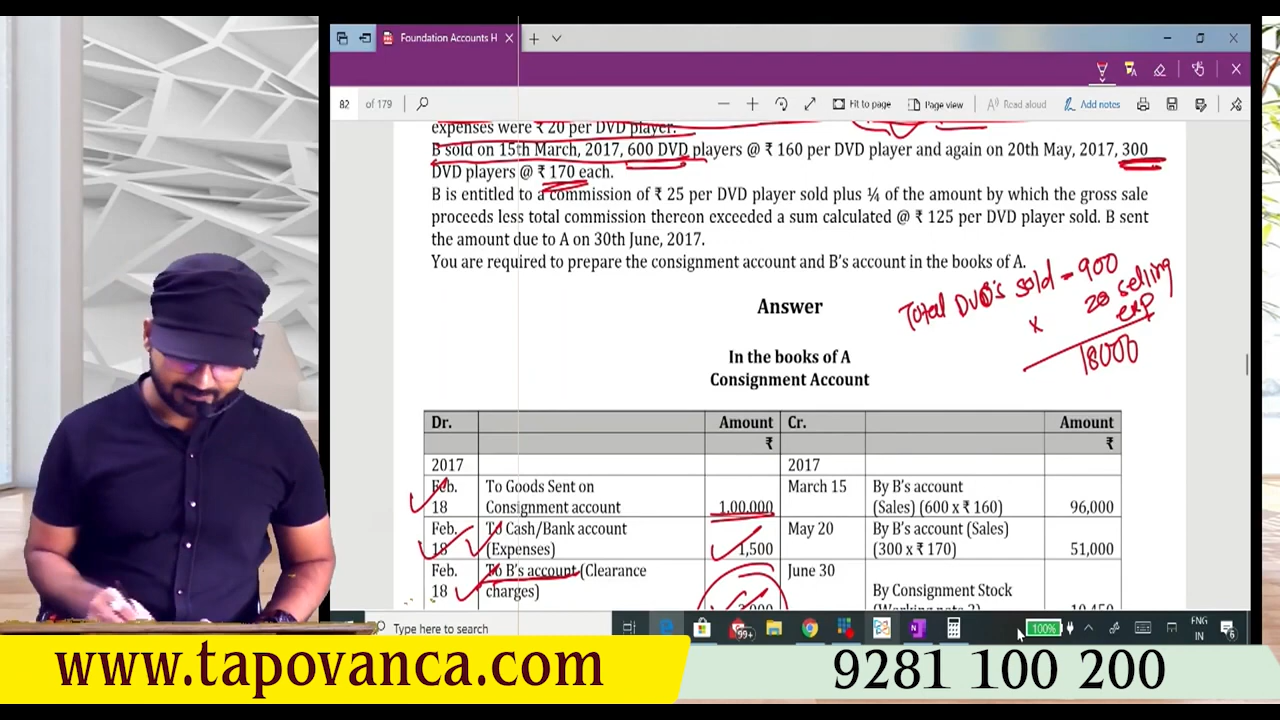 Foundation Accounts H
82 of 179
Fit to page
Page view
Read aloud
Add notes
expenses were ₹ 20 per DVD player.
B sold on 15th March, 2017, 600 DVD players @ ₹ 160 per DVD player and again on 20th May, 2017, 300
DVD players @ ₹ 170 each.
B is entitled to a commission of ₹ 25 per DVD player sold plus ¼ of the amount by which the gross sale
proceeds less total commission thereon exceeded a sum calculated @ ₹ 125 per DVD player sold. B sent
the amount due to A on 30th June, 2017.
You are required to prepare the consignment account and B's account in the books of A.
Total DVD's sold - 900
x 20 selling
exp
18000
Answer
In the books of A
Consignment Account
Dr. Amount Cr. Amount
₹ ₹
2017 2017
Feb. To Goods Sent on March 15 By B's account
18 Consignment account 1,00,000 (Sales) (600 x ₹ 160) 96,000
Feb. To Cash/Bank account May 20 By B's account (Sales)
18 (Expenses) 1,500 (300 x ₹ 170) 51,000
Feb. To B's account (Clearance June 30
18 charges) By Consignment Stock
3,000 (Working note 2) 10,450
Type here to search
99+
100%
ENG
IN
6
www.tapovanca.com
9281 100 200